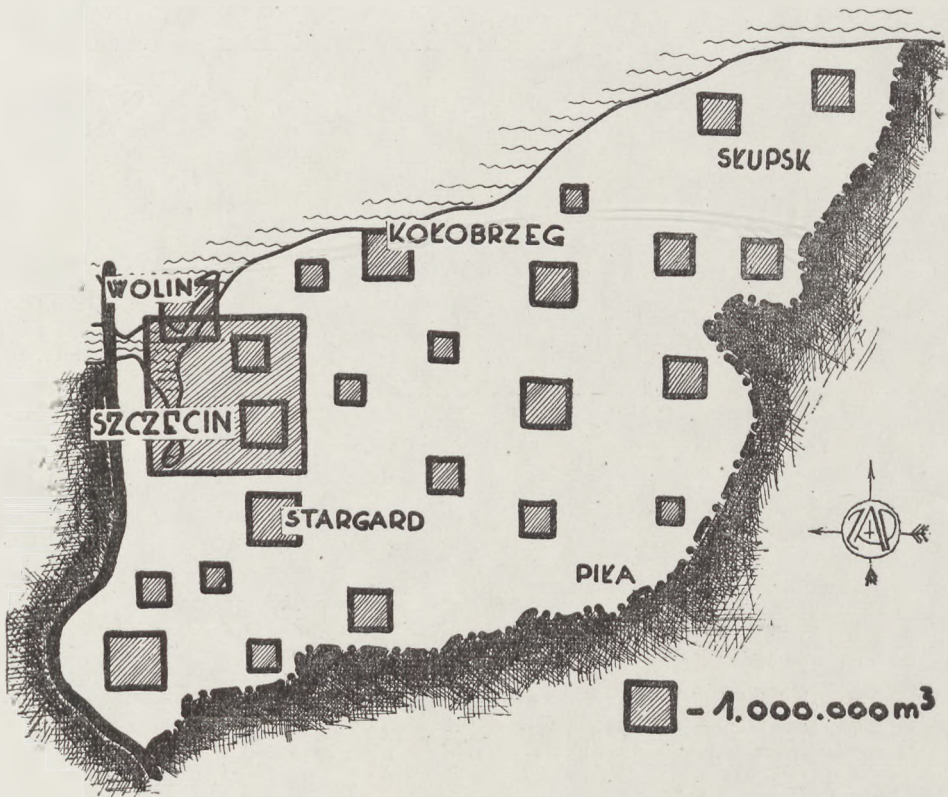 SŁUPSK
KOŁOBRZEG
WOLIN
SZCZECIN
STARGARD
ZAP
PIŁA
- 1.000.000 m³